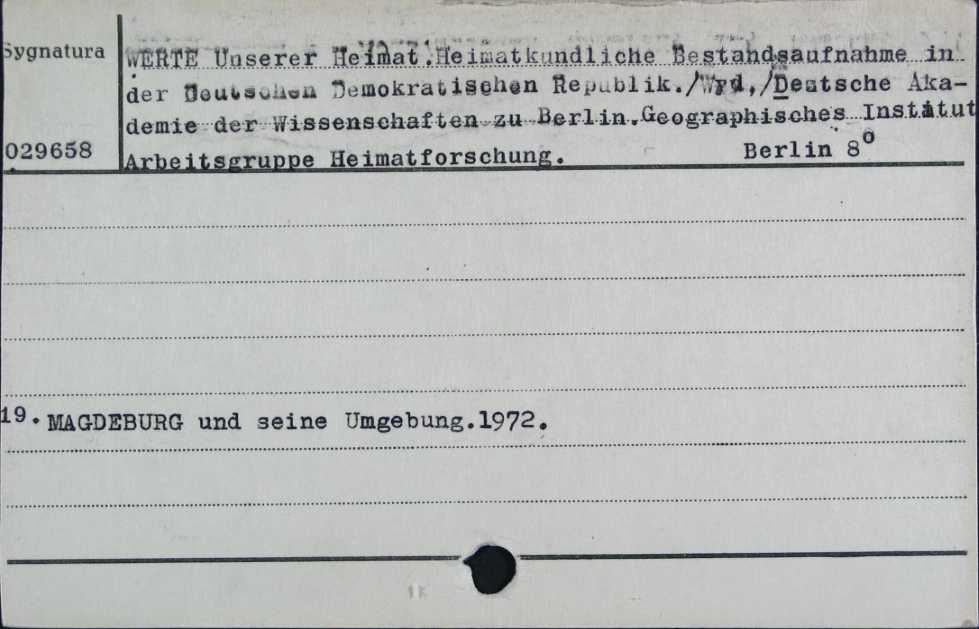 Sygnatura
WERTE Unserer Heimat.Heimatkundliche Bestandsaufnahme in
der Deutschen Demokratischen Republik./Wyd,/Deutsche Aka-
demie der Wissenschaften zu Berlin.Geographisches Institut
029658
Arbeitsgruppe Heimatforschung. Berlin 8°
19. MAGDEBURG und seine Umgebung.1972.